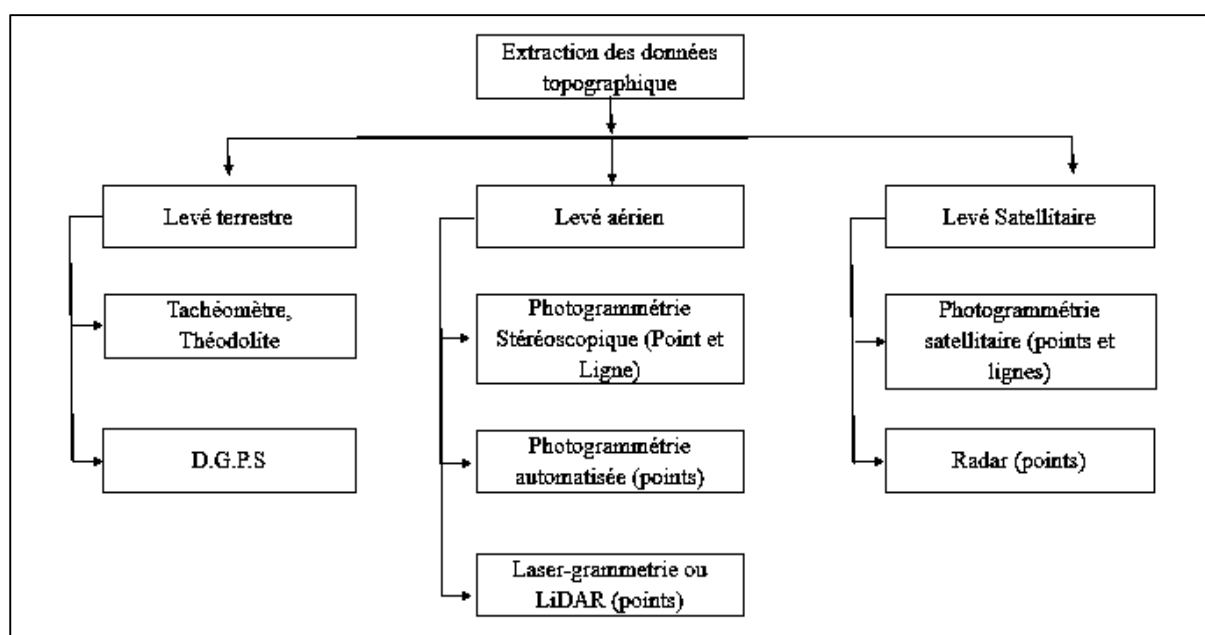 Extraction des données
topographique
Levé terrestre
Levé aérien
Levé Satellitaire
Tachéomètre,
Théodolite
Photogrammétrie
Stéréoscopique (Point et
Ligne)
Photogrammétrie
satellitaire (points et
lignes)
D.G.P.S
Photogrammétrie
automatisée (points)
Radar (points)
Laser-grammetrie ou
LiDAR (points)